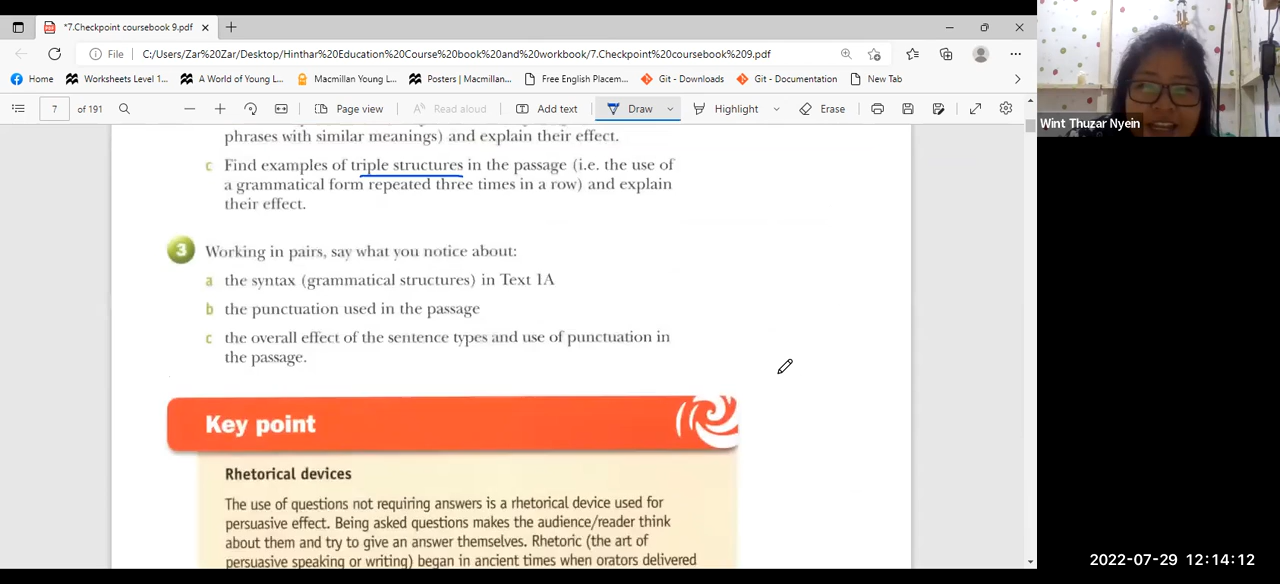 *7.Checkpoint coursebook 9.pdf
File C:/Users/Zar%20Zar/Desktop/Hinthar%20Education%20Course%20book%20and%20workbook/7.Checkpoint%20coursebook%209.pdf
Home Worksheets Level 1... A World of Young L... Macmillan Young L... Posters | Macmillan... Free English Placem... Git - Downloads Git - Documentation New Tab
7 of 191 Page view Read aloud Add text Draw Highlight Erase
Wint Thuzar Nyein
phrases with similar meanings) and explain their effect.
c Find examples of triple structures in the passage (i.e. the use of
a grammatical form repeated three times in a row) and explain
their effect.
3 Working in pairs, say what you notice about:
a the syntax (grammatical structures) in Text 1A
b the punctuation used in the passage
c the overall effect of the sentence types and use of punctuation in
the passage.
Key point
Rhetorical devices
The use of questions not requiring answers is a rhetorical device used for
persuasive effect. Being asked questions makes the audience/reader think
about them and try to give an answer themselves. Rhetoric (the art of
persuasive speaking or writing) began in ancient times when orators delivered
2022-07-29 12:14:12